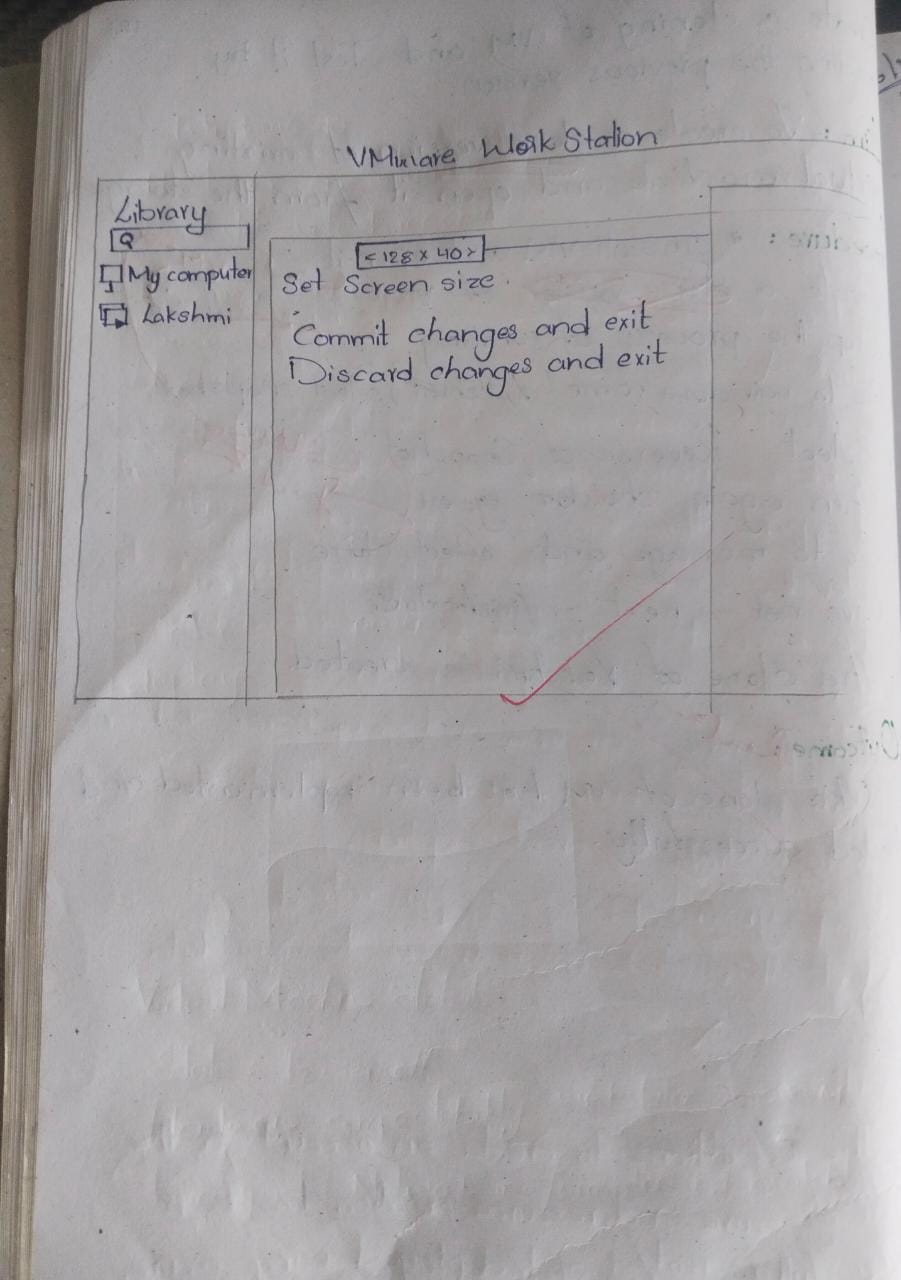 VMware Work Station
Library
Q
My computer
Lakshmi
<128 x 40>
Set Screen size.
Commit changes and exit
Discard changes and exit